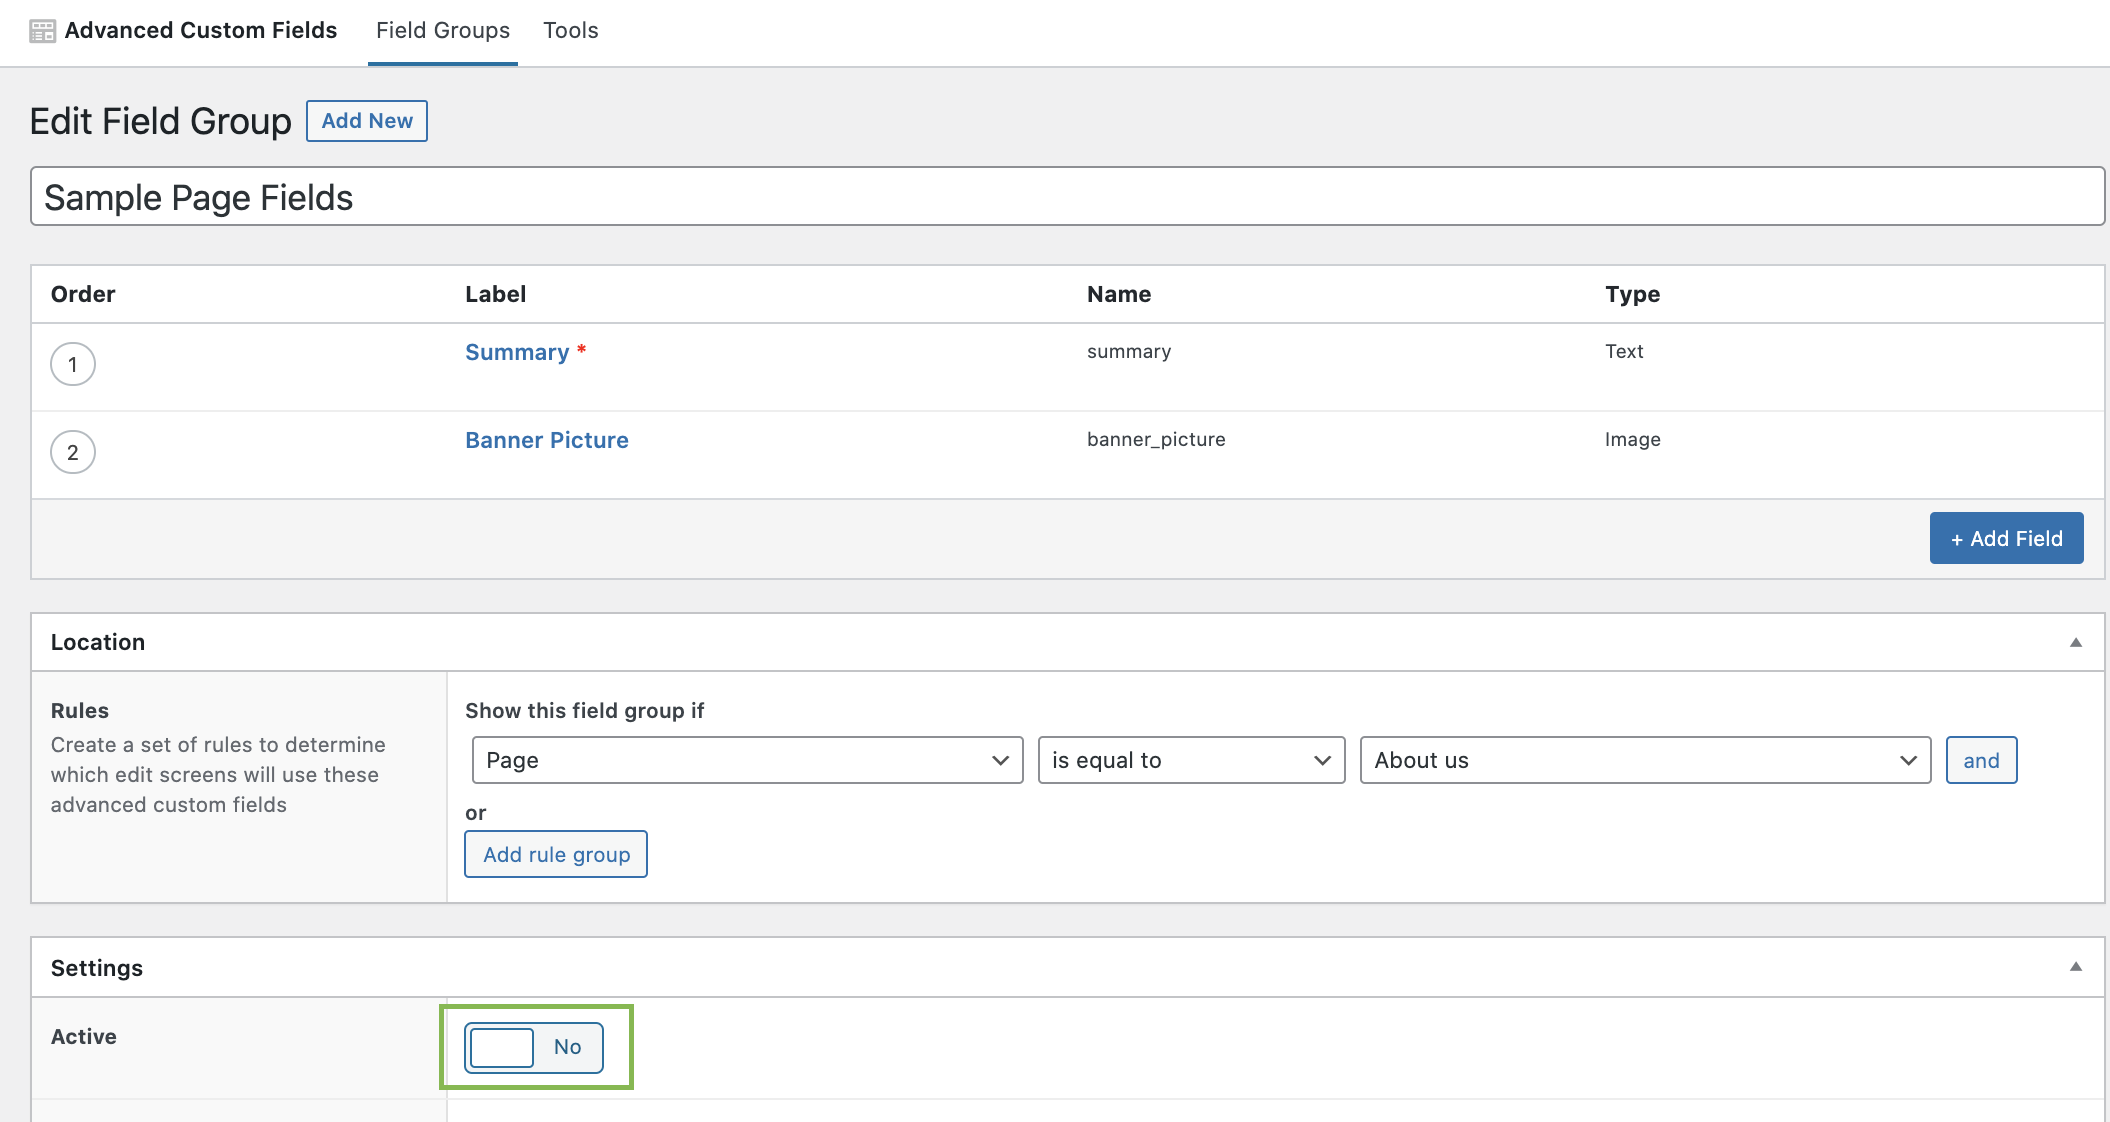 Advanced Custom Fields Field Groups Tools
Edit Field Group Add New
Sample Page Fields
Order Label Name Type
1 Summary * summary Text
2 Banner Picture banner_picture Image
+ Add Field
Location
Rules
Create a set of rules to determine
which edit screens will use these
advanced custom fields
Show this field group if
Page is equal to About us and
or
Add rule group
Settings
Active No